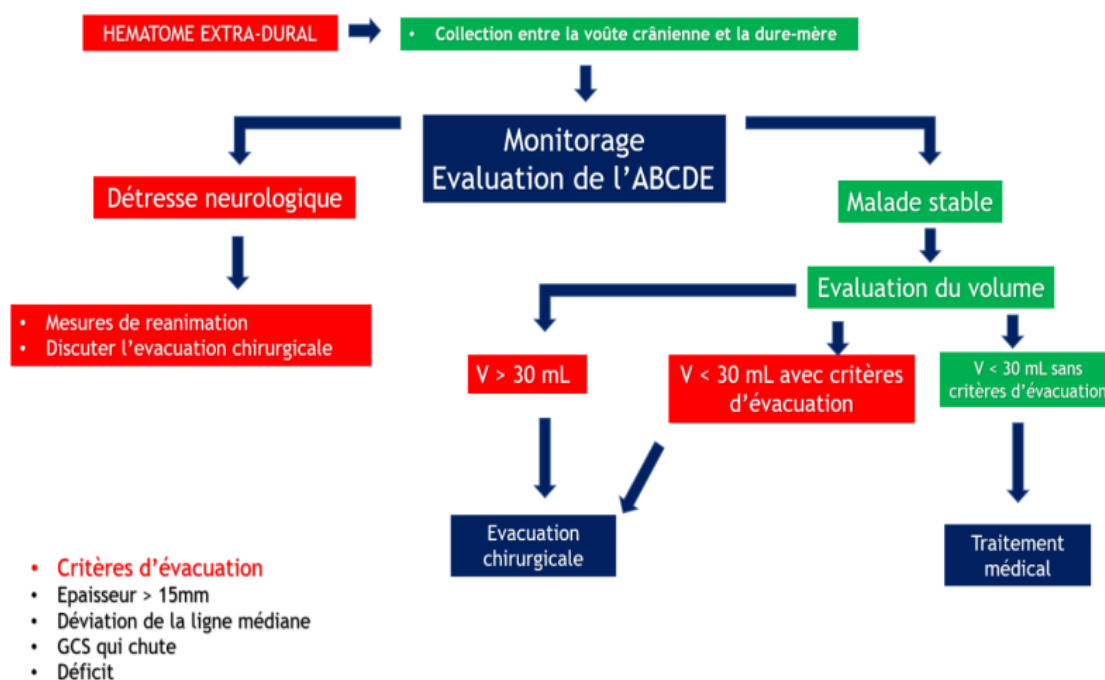 HEMATOME EXTRA-DURAL
• Collection entre la voûte crânienne et la dure-mère
Monitorage
Evaluation de l'ABCDE
Détresse neurologique
Malade stable
• Mesures de reanimation
• Discuter l'evacuation chirurgicale
Evaluation du volume
V > 30 mL
V < 30 mL avec critères
d'évacuation
V < 30 mL sans
critères d'évacuation
Evacuation
chirurgicale
Traitement
médical
• Critères d'évacuation
• Epaisseur > 15mm
• Déviation de la ligne médiane
• GCS qui chute
• Déficit